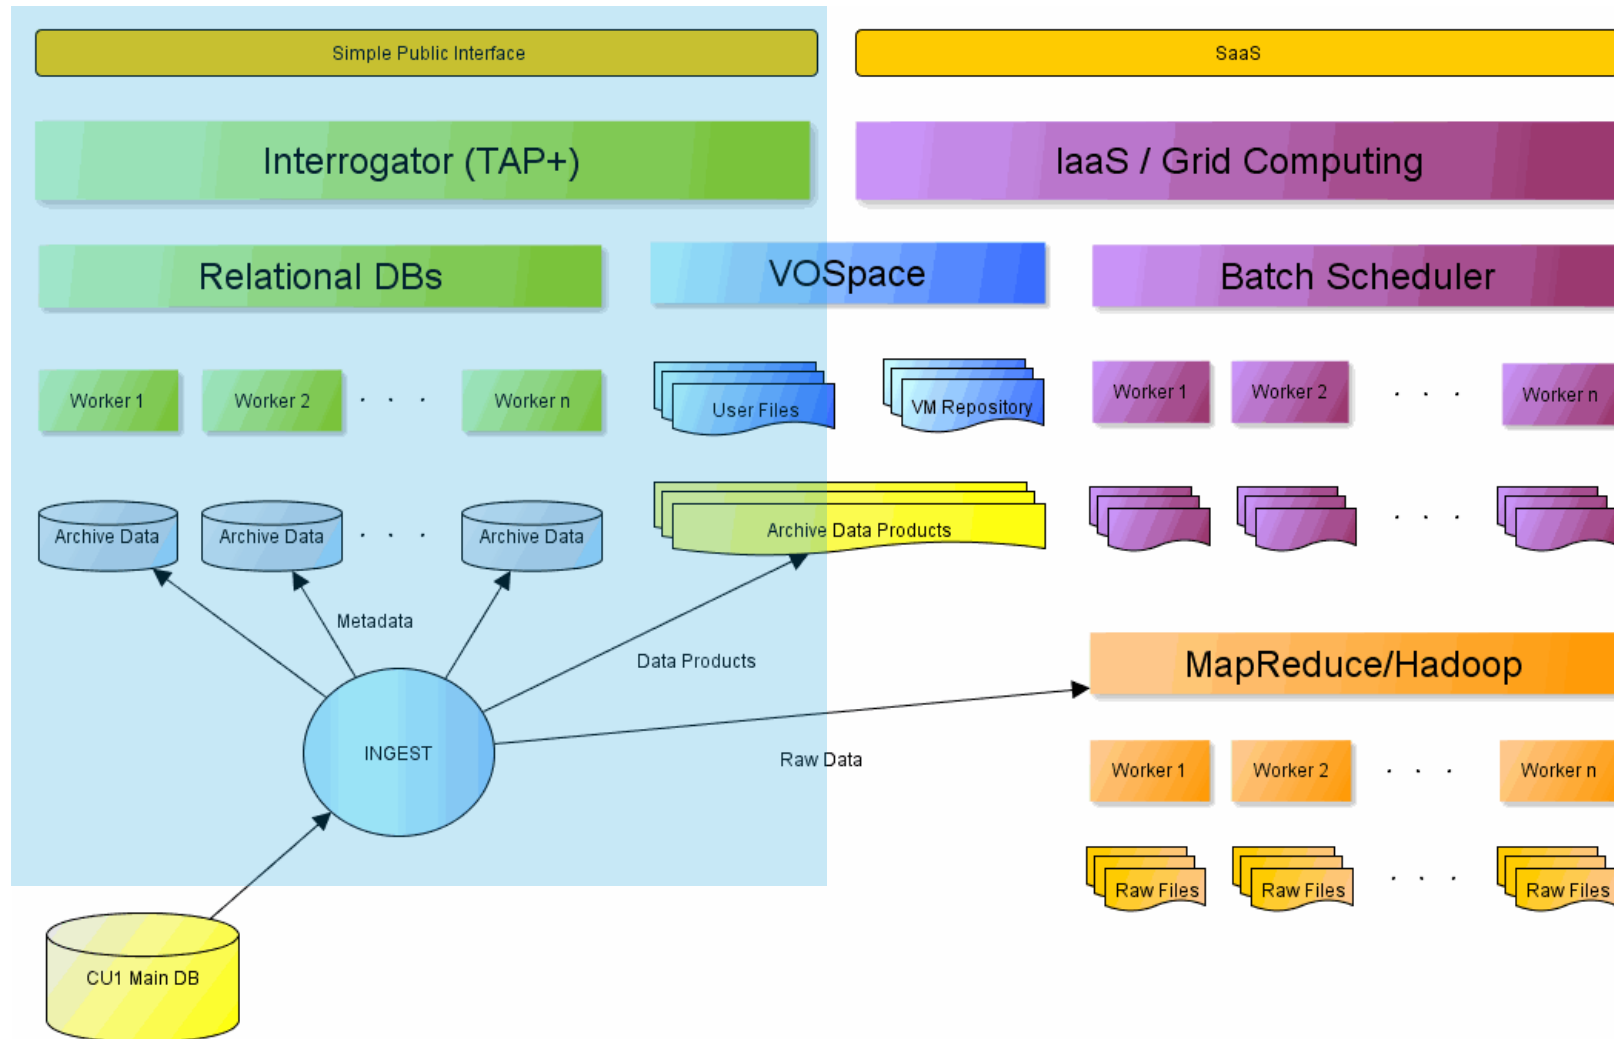 Simple Public Interface
SaaS
Interrogator (TAP+)
IaaS / Grid Computing
Relational DBs
VOSpace
Batch Scheduler
Worker 1
Worker 2
. . .
Worker n
User Files
VM Repository
Worker 1
Worker 2
. . .
Worker n
Archive Data
Archive Data
. . .
Archive Data
Archive Data Products
. . .
Metadata
Data Products
MapReduce/Hadoop
INGEST
Raw Data
Worker 1
Worker 2
. . .
Worker n
Raw Files
Raw Files
. . .
Raw Files
CU1 Main DB